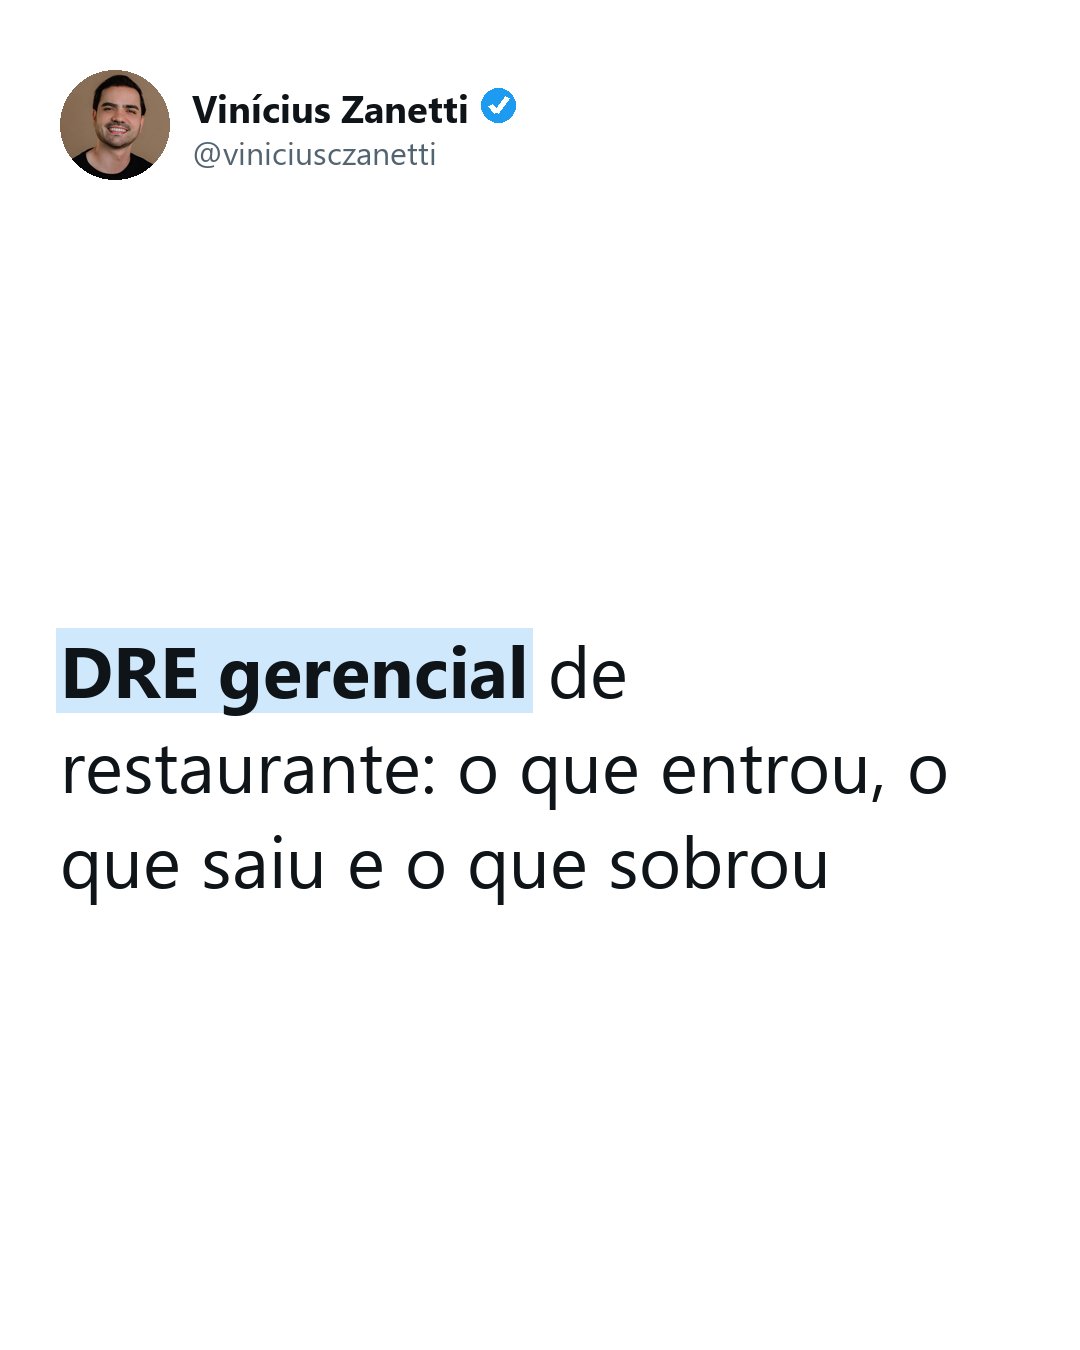 Vinícius Zanetti
@viniciusczanetti
DRE gerencial de
restaurante: o que entrou, o
que saiu e o que sobrou